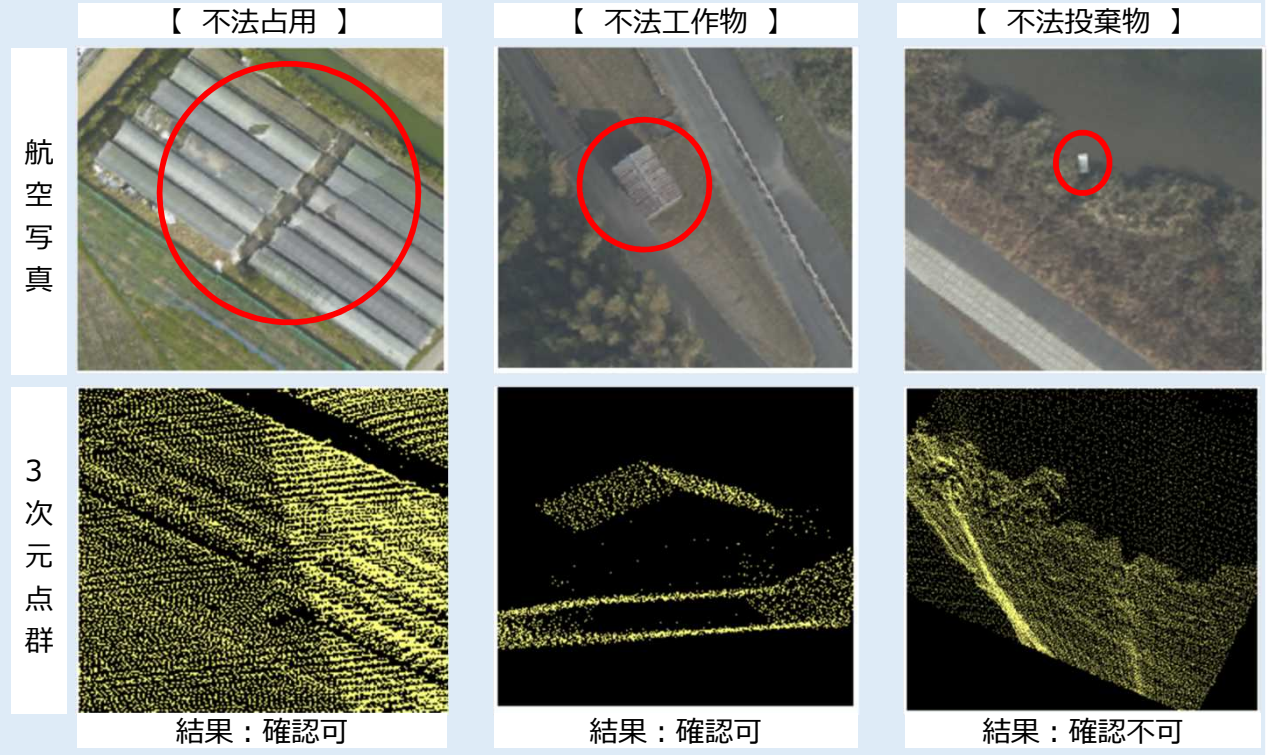 【 不法占用 】
【 不法工作物 】
【 不法投棄物 】
航空写真
3次元点群
結果：確認可
結果：確認可
結果：確認不可